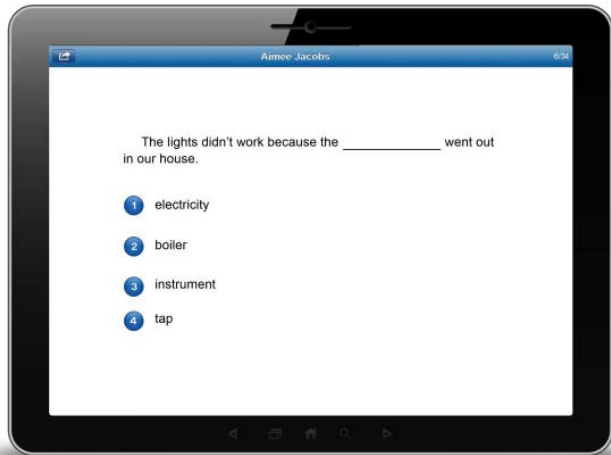 Aimee Jacobs
6/34
The lights didn't work because the ______________ went out
in our house.
1 electricity
2 boiler
3 instrument
4 tap